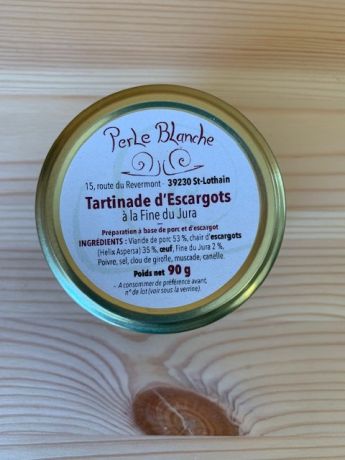 Perle Blanche
15, route du Revermont - 39230 St-Lothain
Tartinade d'Escargots
à la Fine du Jura
Préparation à base de porc et d'escargot
INGRÉDIENTS : Viande de porc 53 %, chair d'escargots
(Helix Aspersa) 35 %, œuf, Fine du Jura 2 %,
Poivre, sel, clou de girofle, muscade, canelle.
Poids net 90 g
- A consommer de préférence avant,
n° de lot (voir sous la verrine).